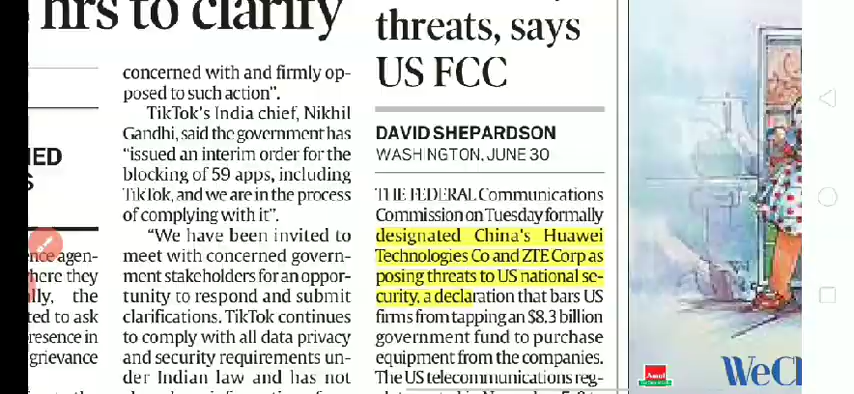 hrs to clarify
concerned with and firmly op-
posed to such action”.
TikTok’s India chief, Nikhil
Gandhi, said the government has
“issued an interim order for the
blocking of 59 apps, including
TikTok, and we are in the process
of complying with it”.
“We have been invited to
meet with concerned govern-
ment stakeholders for an oppor-
tunity to respond and submit
clarifications. TikTok continues
to comply with all data privacy
and security requirements un-
der Indian law and has not
threats, says
US FCC
DAVID SHEPARDSON
WASHINGTON, JUNE 30
THE FEDERAL Communications
Commission on Tuesday formally
designated China’s Huawei
Technologies Co and ZTE Corp as
posing threats to US national se-
curity, a declaration that bars US
firms from tapping an $8.3 billion
government fund to purchase
equipment from the companies.
The US telecommunications reg-
NED
S
nce agen-
here they
lly, the
ted to ask
resence in
grievance
Amul
WeCh